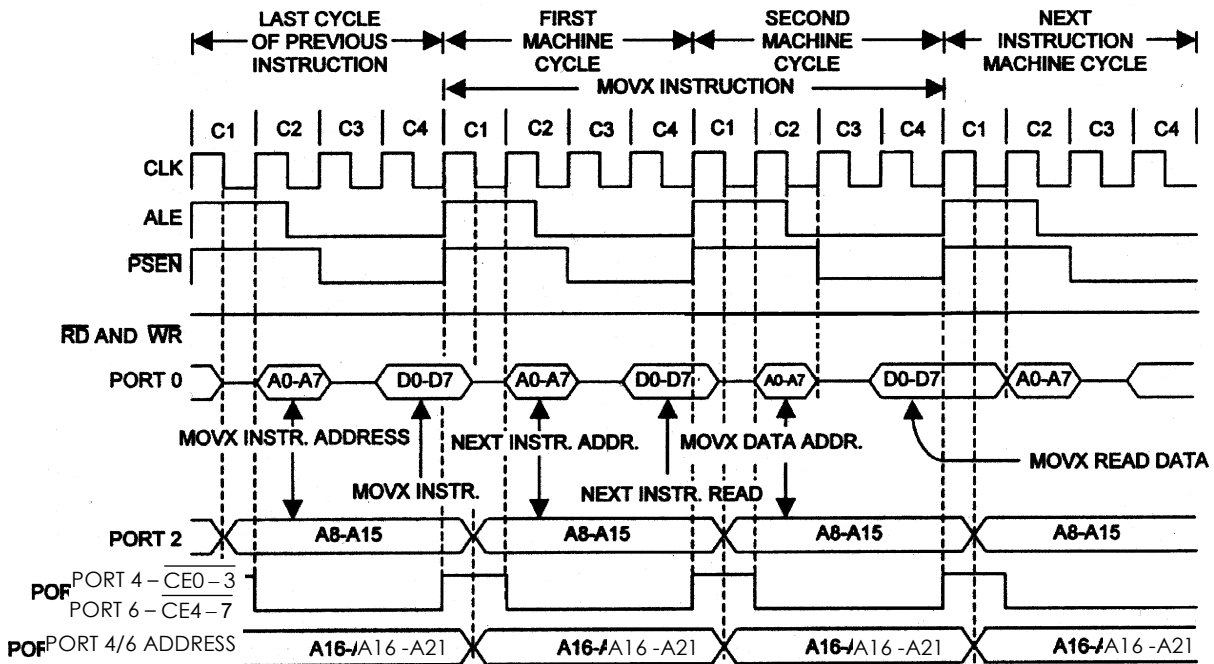 LAST CYCLE OF PREVIOUS INSTRUCTION
FIRST MACHINE CYCLE
SECOND MACHINE CYCLE
NEXT INSTRUCTION MACHINE CYCLE
MOVX INSTRUCTION
C1 C2 C3 C4 C1 C2 C3 C4 C1 C2 C3 C4 C1 C2 C3 C4
CLK
ALE
PSEN
RD AND WR
PORT 0 A0-A7 D0-D7 A0-A7 D0-D7 A0-A7 D0-D7 A0-A7
MOVX INSTR. ADDRESS NEXT INSTR. ADDR. MOVX DATA ADDR.
MOVX READ DATA
MOVX INSTR. NEXT INSTR. READ
PORT 2 A8-A15 A8-A15 A8-A15 A8-A15
PORT 4 – CE0 – 3
PORT 6 – CE4 – 7
PORT 4/6 ADDRESS A16 -A21 A16 -A21 A16 -A21 A16 -A21